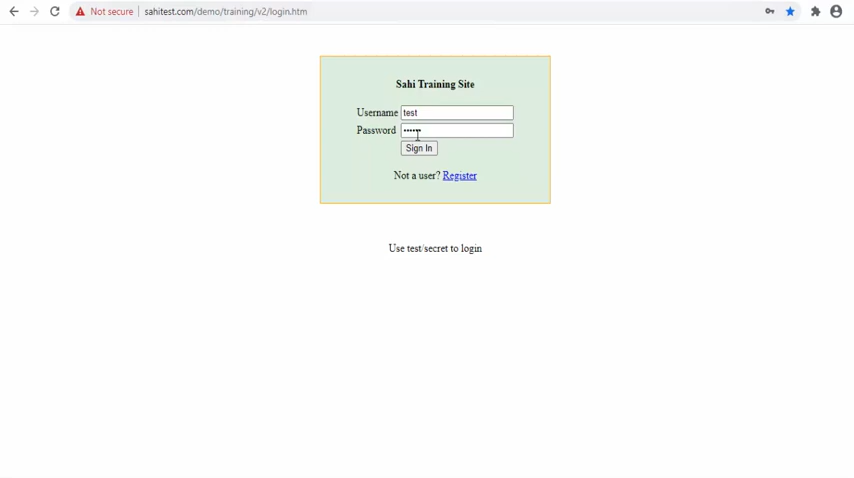 Not secure | sahitest.com/demo/training/v2/login.htm
Sahi Training Site
Username test
Password ••••••
Sign In
Not a user? Register
Use test/secret to login